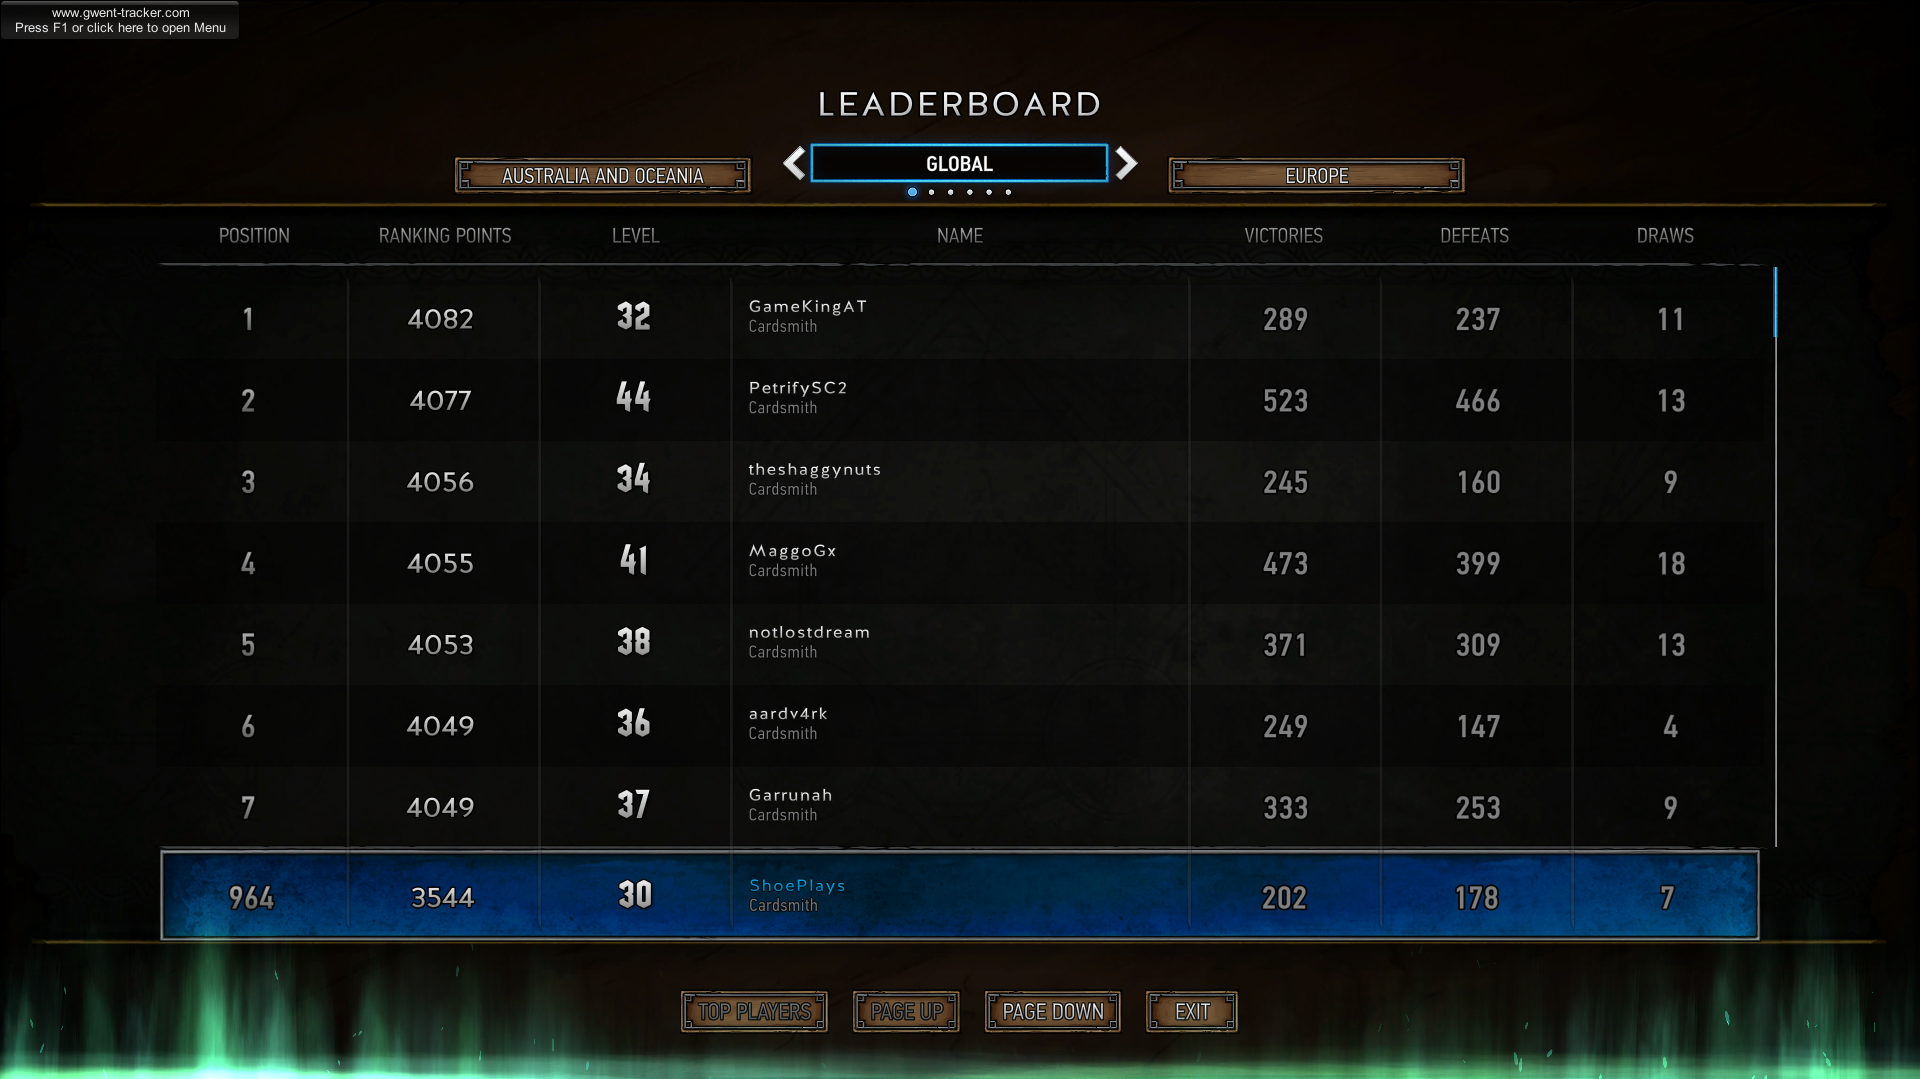 www.gwent-tracker.com
Press F1 or click here to open Menu
LEADERBOARD
AUSTRALIA AND OCEANIA
GLOBAL
EUROPE
POSITION RANKING POINTS LEVEL NAME VICTORIES DEFEATS DRAWS
1 4082 32 GameKingAT 289 237 11
Cardsmith
2 4077 44 PetrifySC2 523 466 13
Cardsmith
3 4056 34 theshaggynuts 245 160 9
Cardsmith
4 4055 41 MaggoGx 473 399 18
Cardsmith
5 4053 38 notlostdream 371 309 13
Cardsmith
6 4049 36 aardv4rk 249 147 4
Cardsmith
7 4049 37 Garrunah 333 253 9
Cardsmith
964 3544 30 ShoePlays 202 178 7
Cardsmith
TOP PLAYERS PAGE UP PAGE DOWN EXIT